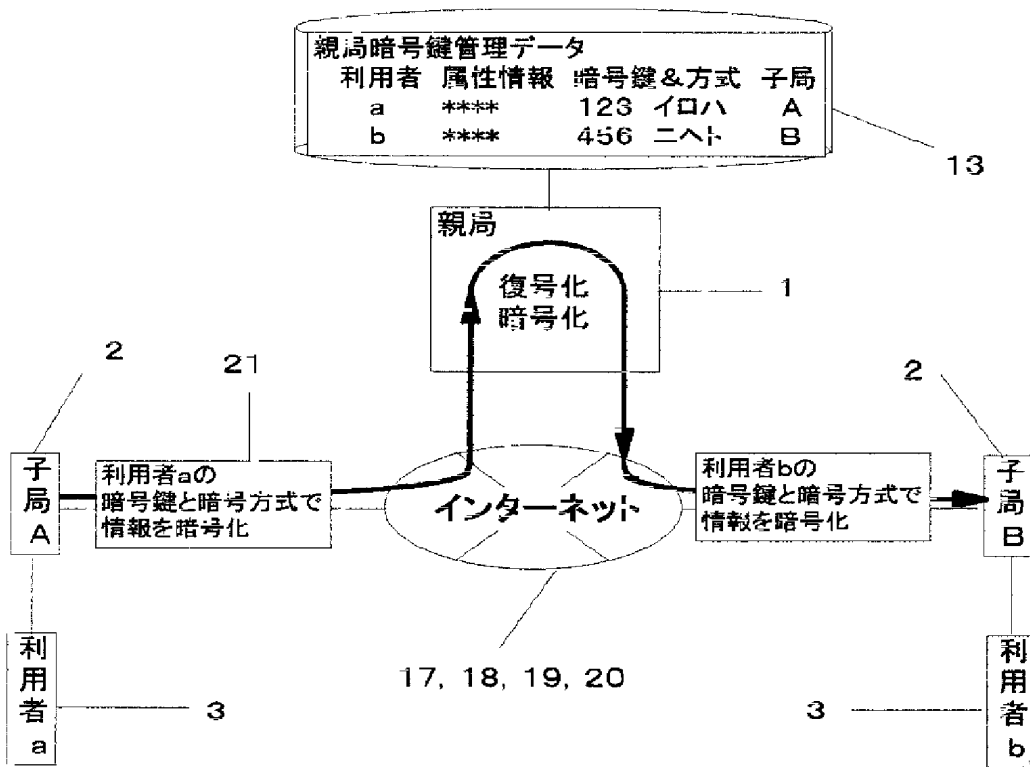 親局暗号鍵管理データ
利用者 属性情報 暗号鍵&方式 子局
a **** 123 イロハ A
b **** 456 ニヘト B
13
親局
復号化
暗号化
1
2
21
2
子局A
利用者aの
暗号鍵と暗号方式で
情報を暗号化
インターネット
利用者bの
暗号鍵と暗号方式で
情報を暗号化
子局B
17, 18, 19, 20
利用者a
3
3
利用者b